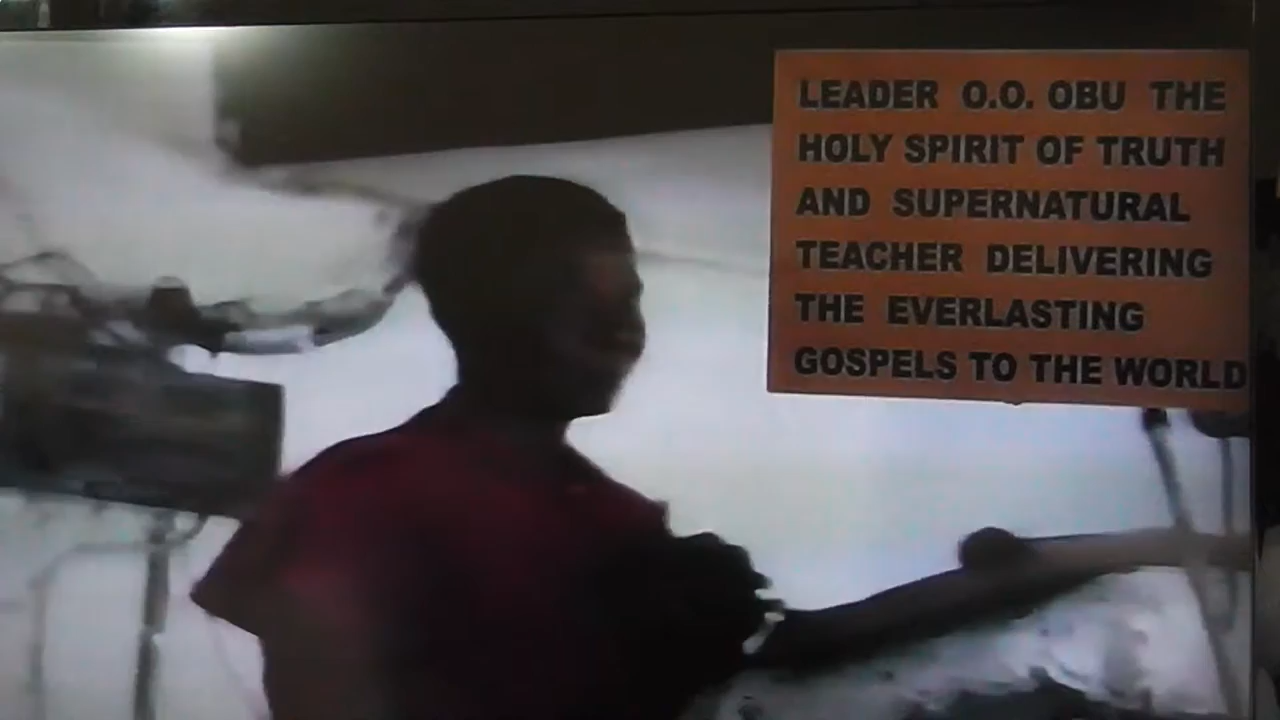 LEADER O.O. OBU THE
HOLY SPIRIT OF TRUTH
AND SUPERNATURAL
TEACHER DELIVERING
THE EVERLASTING
GOSPELS TO THE WORLD